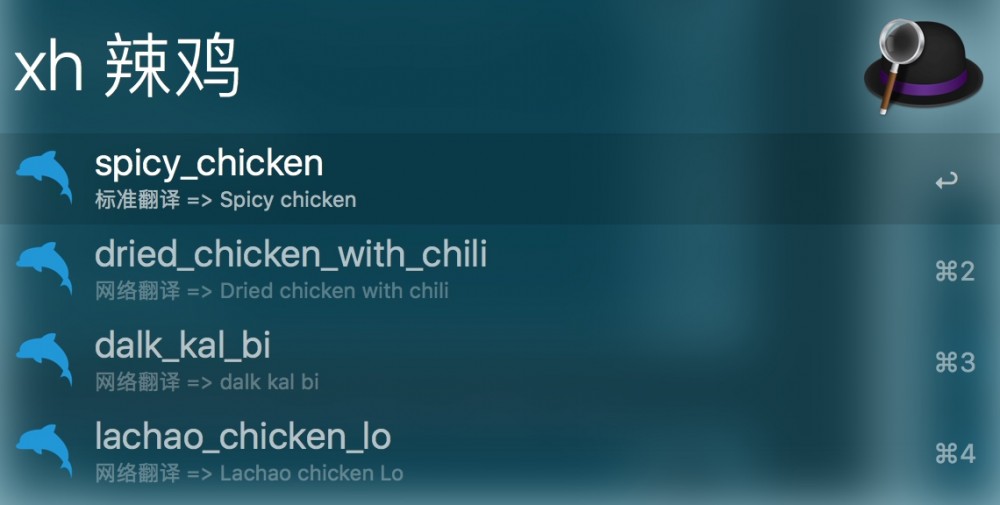 xh 辣鸡
spicy_chicken
标准翻译 => Spicy chicken
↩
dried_chicken_with_chili
网络翻译 => Dried chicken with chili
⌘2
dalk_kal_bi
网络翻译 => dalk kal bi
⌘3
lachao_chicken_lo
网络翻译 => Lachao chicken Lo
⌘4